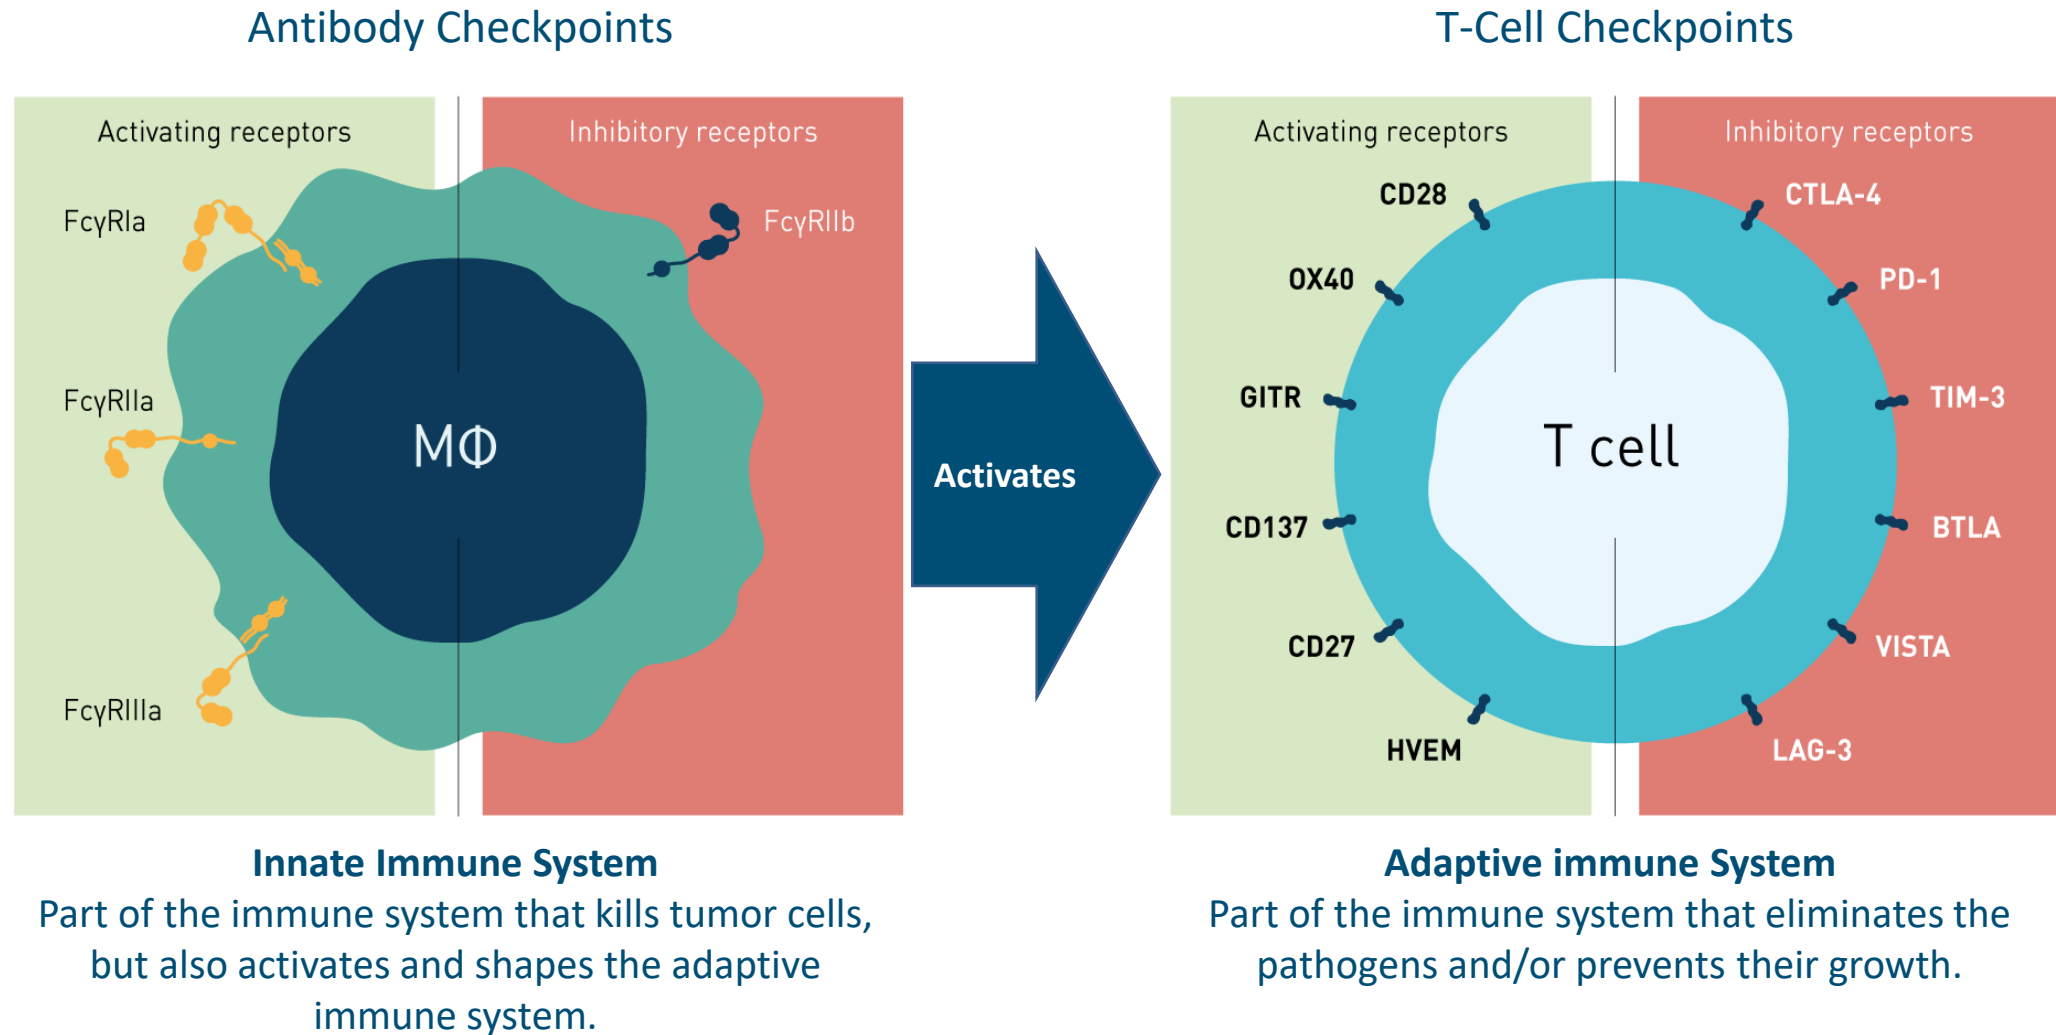 Antibody Checkpoints
Activating receptors
Inhibitory receptors
FcγRIa
FcγRIIb
FcγRIIa
MΦ
FcγRIIIa
Innate Immune System
Part of the immune system that kills tumor cells,
but also activates and shapes the adaptive
immune system.
Activates
T-Cell Checkpoints
Activating receptors
Inhibitory receptors
CD28
CTLA-4
OX40
PD-1
GITR
TIM-3
T cell
CD137
BTLA
CD27
VISTA
HVEM
LAG-3
Adaptive immune System
Part of the immune system that eliminates the
pathogens and/or prevents their growth.